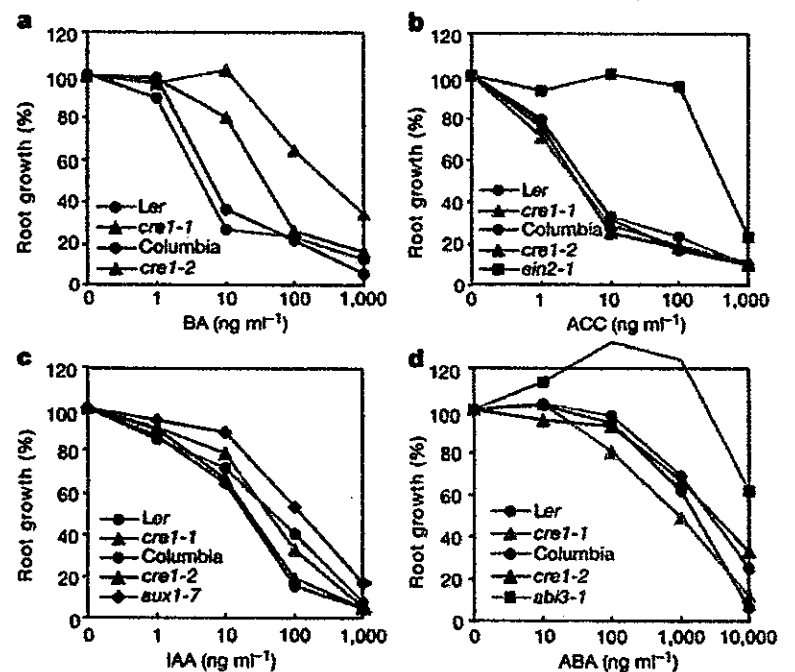 a
120
100
80
60
40
20
0
Root growth (%)
Ler
cre1-1
Columbia
cre1-2
0 1 10 100 1,000
BA (ng ml⁻¹)
b
120
100
80
60
40
20
0
Root growth (%)
Ler
cre1-1
Columbia
cre1-2
ein2-1
0 1 10 100 1,000
ACC (ng ml⁻¹)
c
120
100
80
60
40
20
0
Root growth (%)
Ler
cre1-1
Columbia
cre1-2
aux1-7
0 1 10 100 1,000
IAA (ng ml⁻¹)
d
120
100
80
60
40
20
0
Root growth (%)
Ler
cre1-1
Columbia
cre1-2
abi3-1
0 10 100 1,000 10,000
ABA (ng ml⁻¹)